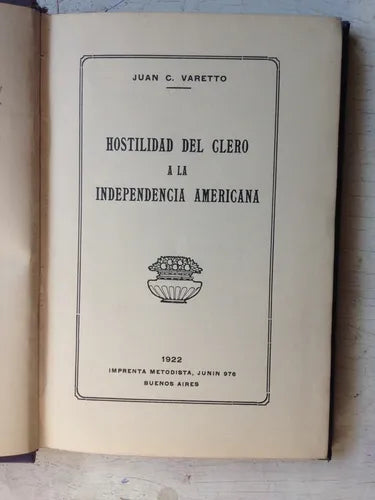 JUAN C. VARETTO
HOSTILIDAD DEL CLERO
A LA
INDEPENDENCIA AMERICANA
1922
IMPRENTA METODISTA, JUNIN 976
BUENOS AIRES